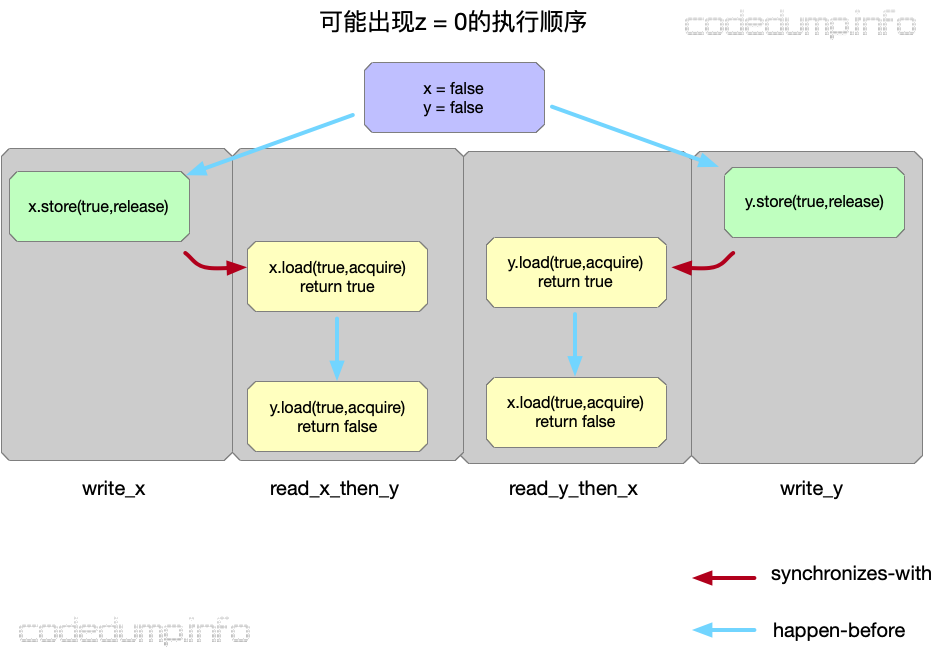 可能出现z = 0的执行顺序
codedump.info
x = false
y = false
x.store(true,release)
y.store(true,release)
x.load(true,acquire)
return true
y.load(true,acquire)
return true
y.load(true,acquire)
return false
x.load(true,acquire)
return false
write_x
read_x_then_y
read_y_then_x
write_y
synchronizes-with
happen-before
codedump.info